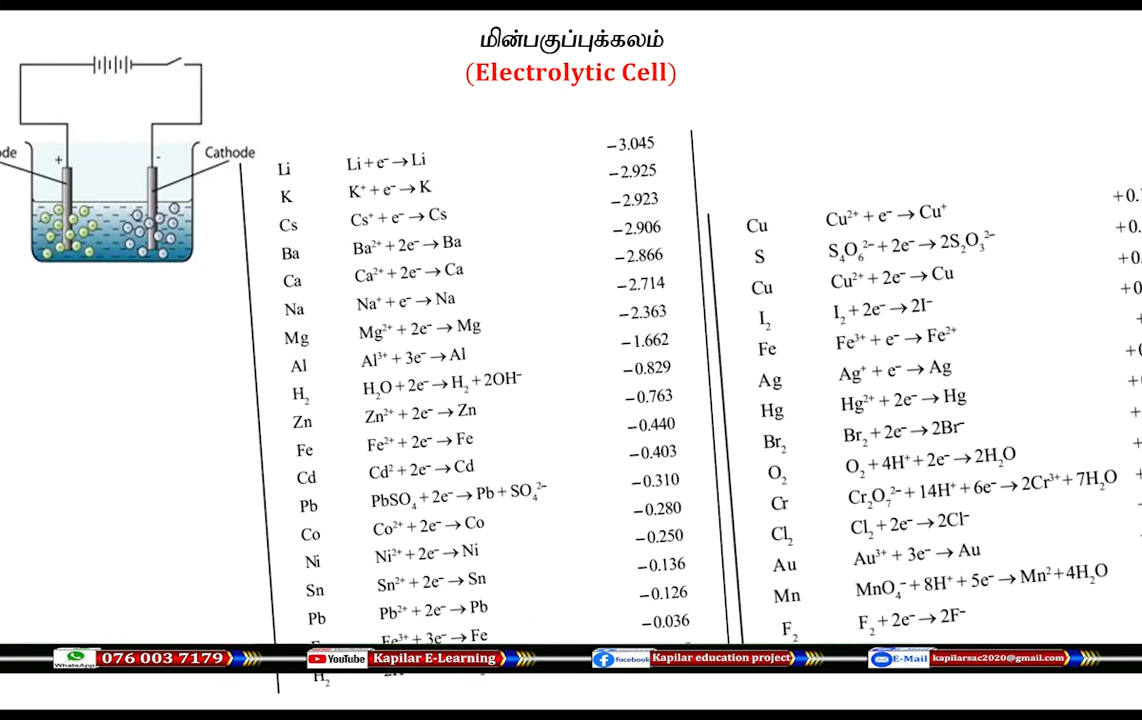 மின்பகுப்புக்கலம்
(Electrolytic Cell)
+ - Cathode
Li Li + e⁻ → Li −3.045
K K⁺ + e⁻ → K −2.925
Cs Cs⁺ + e⁻ → Cs −2.923
Ba Ba²⁺ + 2e⁻ → Ba −2.906
Ca Ca²⁺ + 2e⁻ → Ca −2.866
Na Na⁺ + e⁻ → Na −2.714
Mg Mg²⁺ + 2e⁻ → Mg −2.363
Al Al³⁺ + 3e⁻ → Al −1.662
H₂ H₂O + 2e⁻ → H₂ + 2OH⁻ −0.829
Zn Zn²⁺ + 2e⁻ → Zn −0.763
Fe Fe²⁺ + 2e⁻ → Fe −0.440
Cd Cd² + 2e⁻ → Cd −0.403
Pb PbSO₄ + 2e⁻ → Pb + SO₄²⁻ −0.310
Co Co²⁺ + 2e⁻ → Co −0.280
Ni Ni²⁺ + 2e⁻ → Ni −0.250
Sn Sn²⁺ + 2e⁻ → Sn −0.136
Pb Pb²⁺ + 2e⁻ → Pb −0.126
Fe³⁺ + 3e⁻ → Fe −0.036
H₂
Cu Cu²⁺ + e⁻ → Cu⁺
S S₄O₆²⁻ + 2e⁻ → 2S₂O₃²⁻
Cu Cu²⁺ + 2e⁻ → Cu
I₂ I₂ + 2e⁻ → 2I⁻
Fe Fe³⁺ + e⁻ → Fe²⁺
Ag Ag⁺ + e⁻ → Ag
Hg Hg²⁺ + 2e⁻ → Hg
Br₂ Br₂ + 2e⁻ → 2Br⁻
O₂ O₂ + 4H⁺ + 2e⁻ → 2H₂O
Cr Cr₂O₇²⁻ + 14H⁺ + 6e⁻ → 2Cr³⁺ + 7H₂O
Cl₂ Cl₂ + 2e⁻ → 2Cl⁻
Au Au³⁺ + 3e⁻ → Au
Mn MnO₄⁻ + 8H⁺ + 5e⁻ → Mn² + 4H₂O
F₂ F₂ + 2e⁻ → 2F⁻
WhatsApp 076 003 7179 YouTube Kapilar E-Learning facebook Kapilar education project E-Mail kapilarsac2020@gmail.com